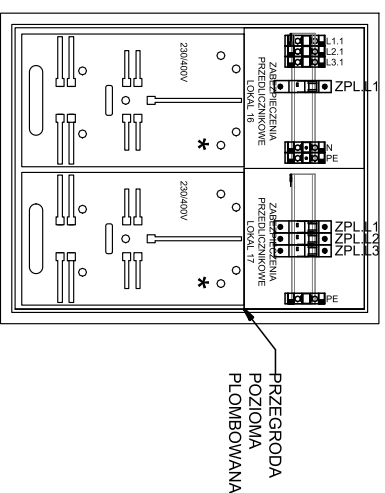 L1.1
L2.1
L3.1
ZPL.L1
N
PE
230/400V
ZABEZPIECZENIA
PRZEDLICZNIKOWE
LOKAL 16
*
ZPL.L1
ZPL.L2
ZPL.L3
PE
230/400V
ZABEZPIECZENIA
PRZEDLICZNIKOWE
LOKAL 17
*
PRZEGRODA
POZIOMA
PLOMBOWANA